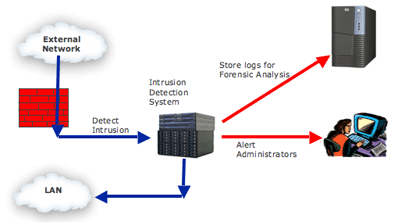 External
Network
Intrusion
Detection
System
Store logs for
Forensic Analysis
Detect
Intrusion
Alert
Administrators
LAN